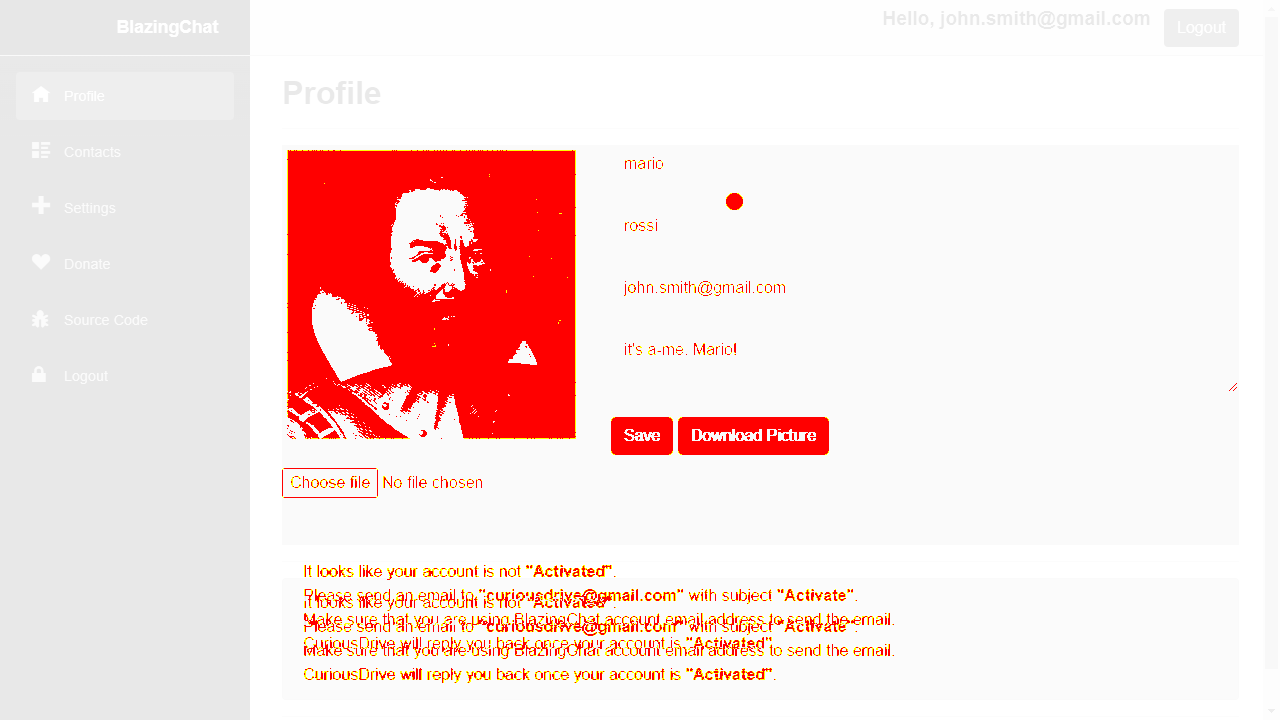 BlazingChat
Hello, john.smith@gmail.com
Logout
Profile
Contacts
Settings
Donate
Source Code
Logout
Profile
mario
rossi
john.smith@gmail.com
it's a-me. Mario!
Save
Download Picture
Choose file
No file chosen
It looks like your account is not "Activated".
Please send an email to "curiousdrive@gmail.com" with subject "Activate".
It looks like your account is not "Activated".
Make sure that you are using BlazingChat account email address to send the email.
Please send an email to "curiousdrive@gmail.com" with subject "Activate".
CuriousDrive will reply you back once your account is "Activated".
Make sure that you are using BlazingChat account email address to send the email.
CuriousDrive will reply you back once your account is "Activated".